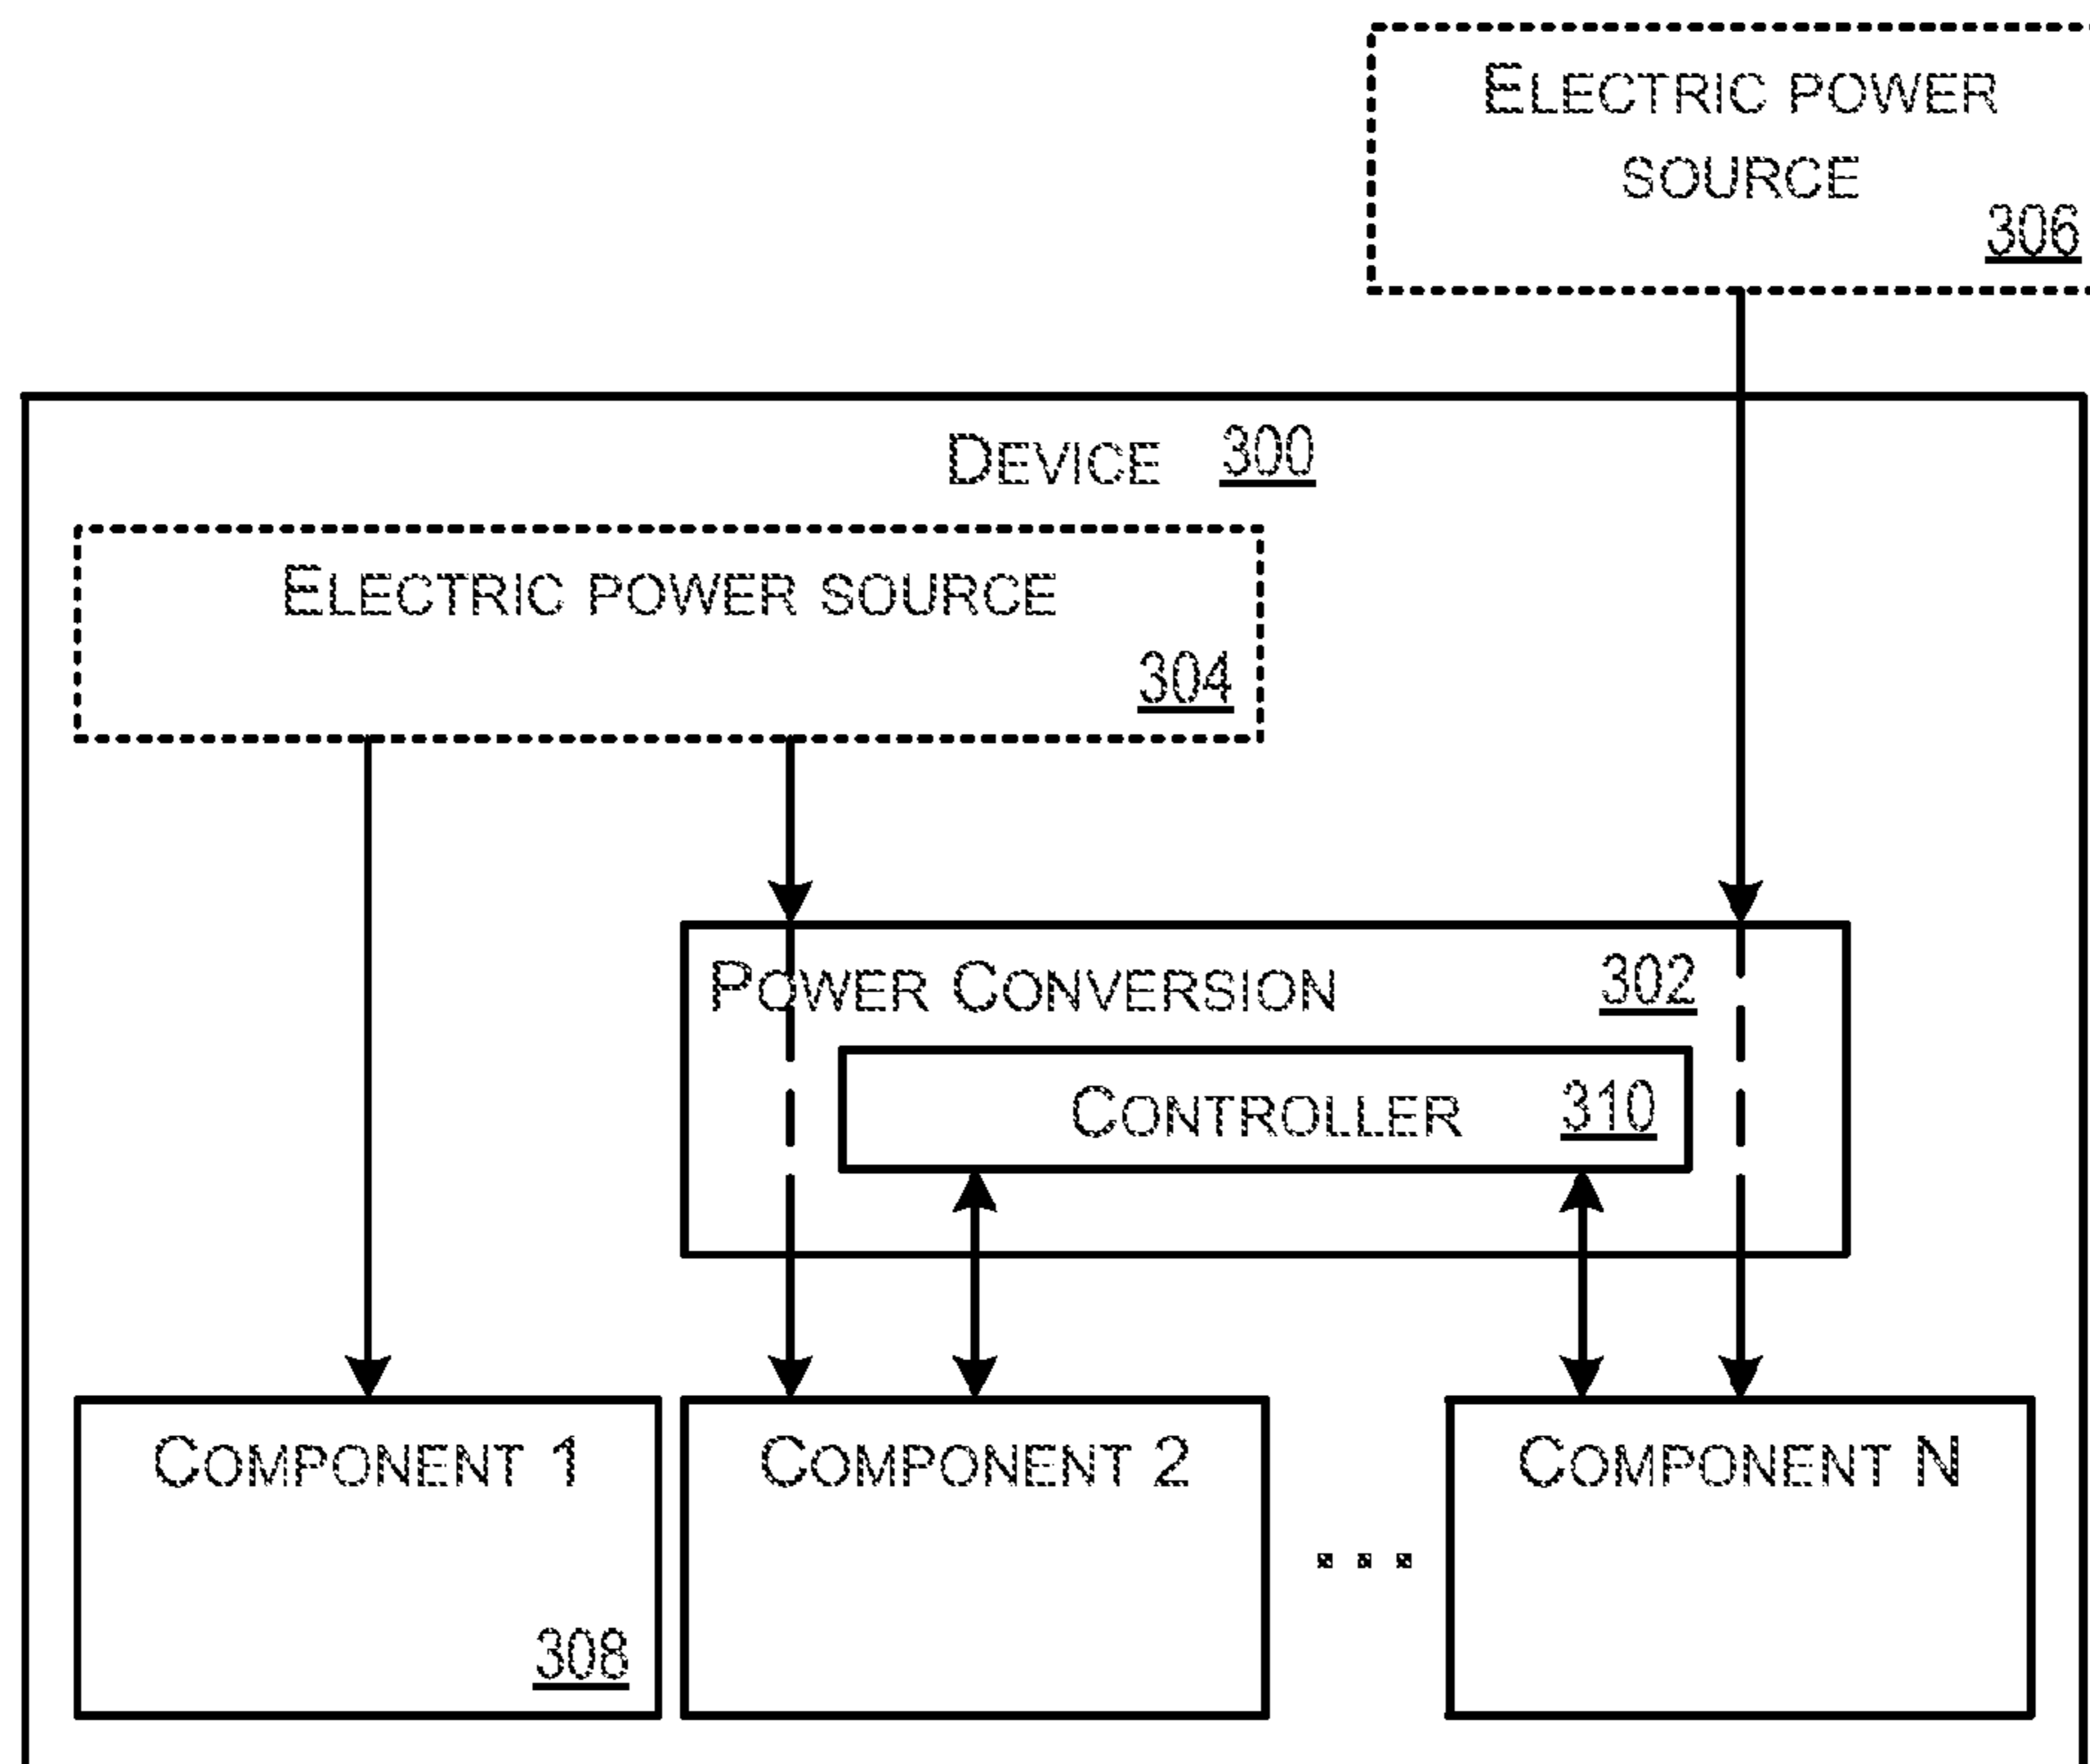 ELECTRIC POWER
SOURCE
306
DEVICE 300
ELECTRIC POWER SOURCE
304
POWER CONVERSION 302
CONTROLLER 310
COMPONENT 1
308
COMPONENT 2
...
COMPONENT N